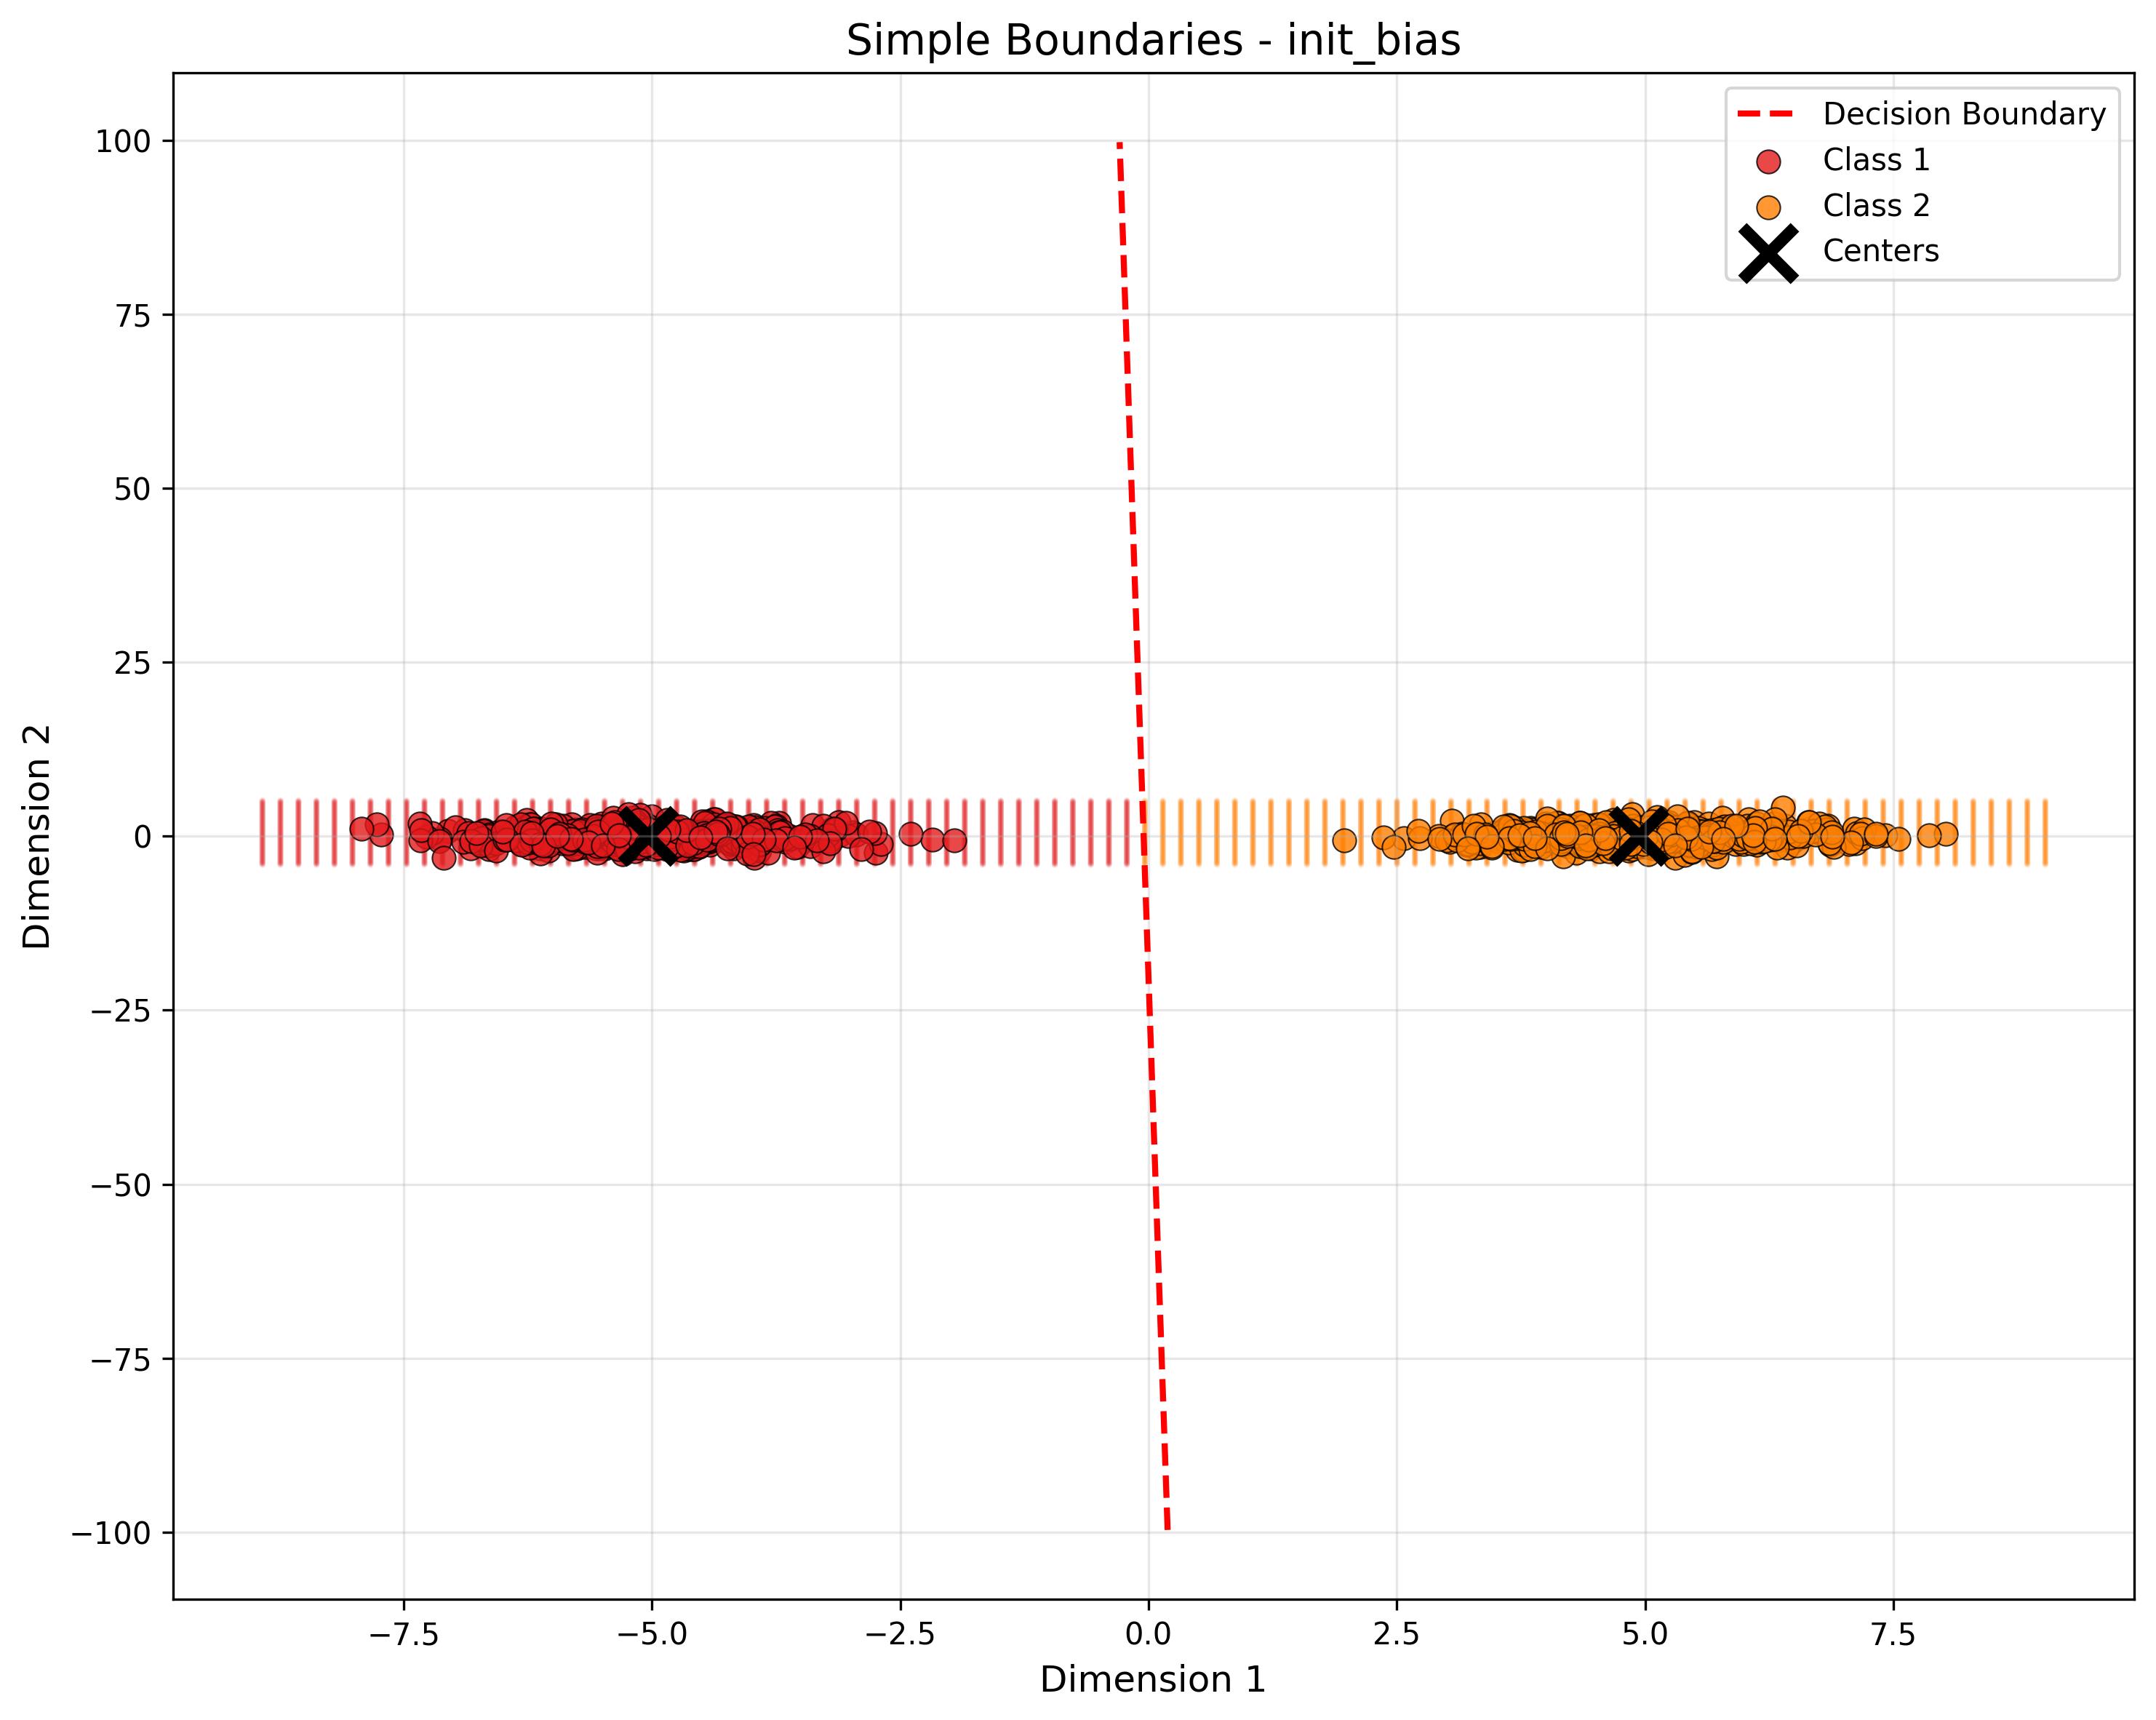 Simple Boundaries - init_bias
Decision Boundary
Class 1
Class 2
Centers
100
75
50
25
0
−25
−50
−75
−100
Dimension 2
−7.5
−5.0
−2.5
0.0
2.5
5.0
7.5
Dimension 1